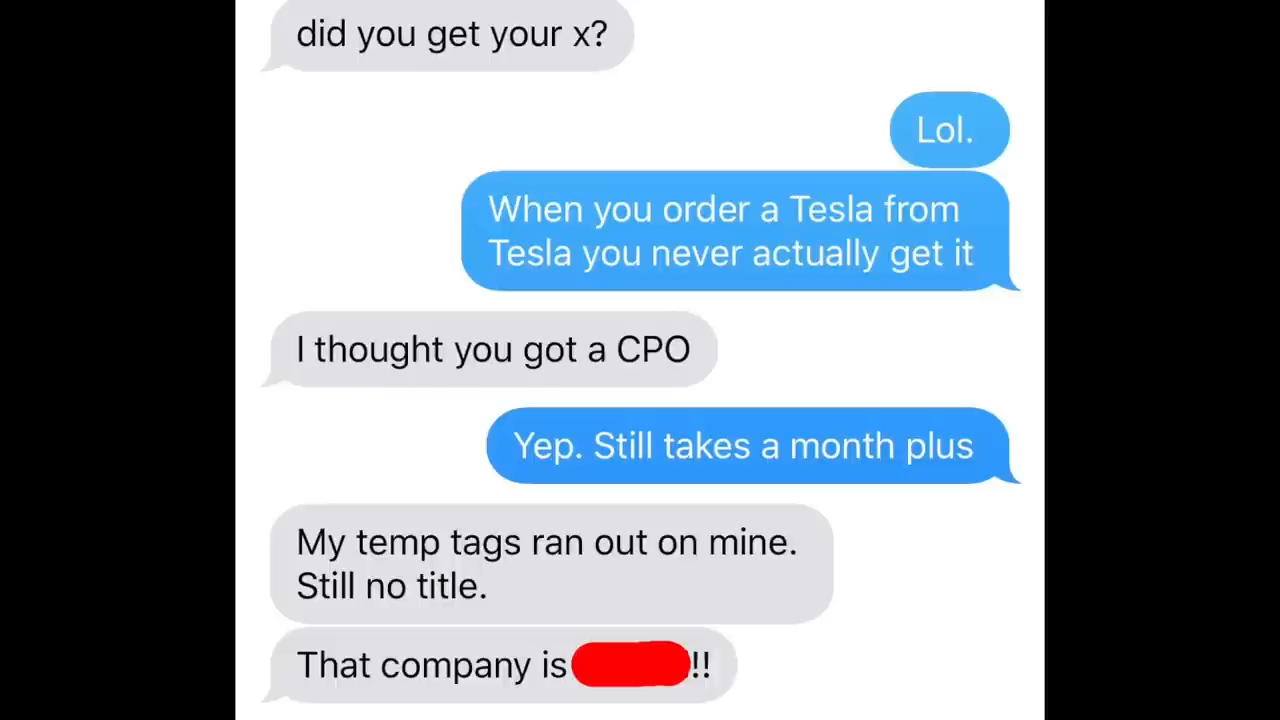 did you get your x?
Lol.
When you order a Tesla from
Tesla you never actually get it
I thought you got a CPO
Yep. Still takes a month plus
My temp tags ran out on mine.
Still no title.
That company is !!